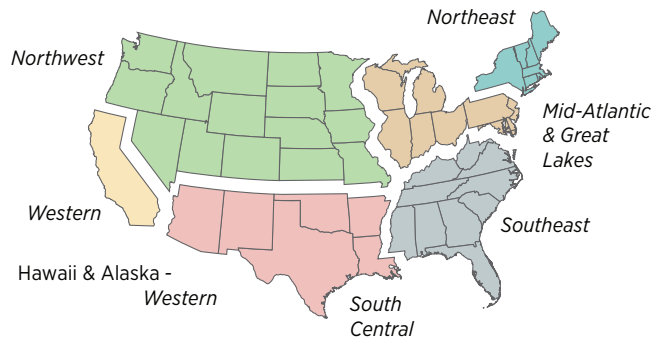 Northeast
Northwest
Mid-Atlantic
& Great
Lakes
Western
Southeast
Hawaii & Alaska -
Western
South
Central